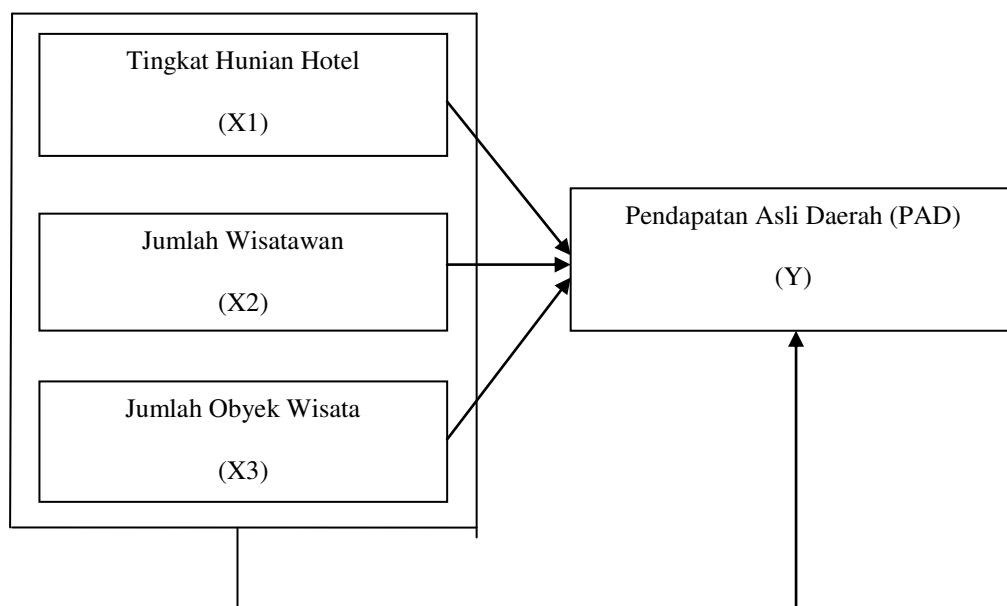 Tingkat Hunian Hotel
(X1)
Jumlah Wisatawan
(X2)
Jumlah Obyek Wisata
(X3)
Pendapatan Asli Daerah (PAD)
(Y)